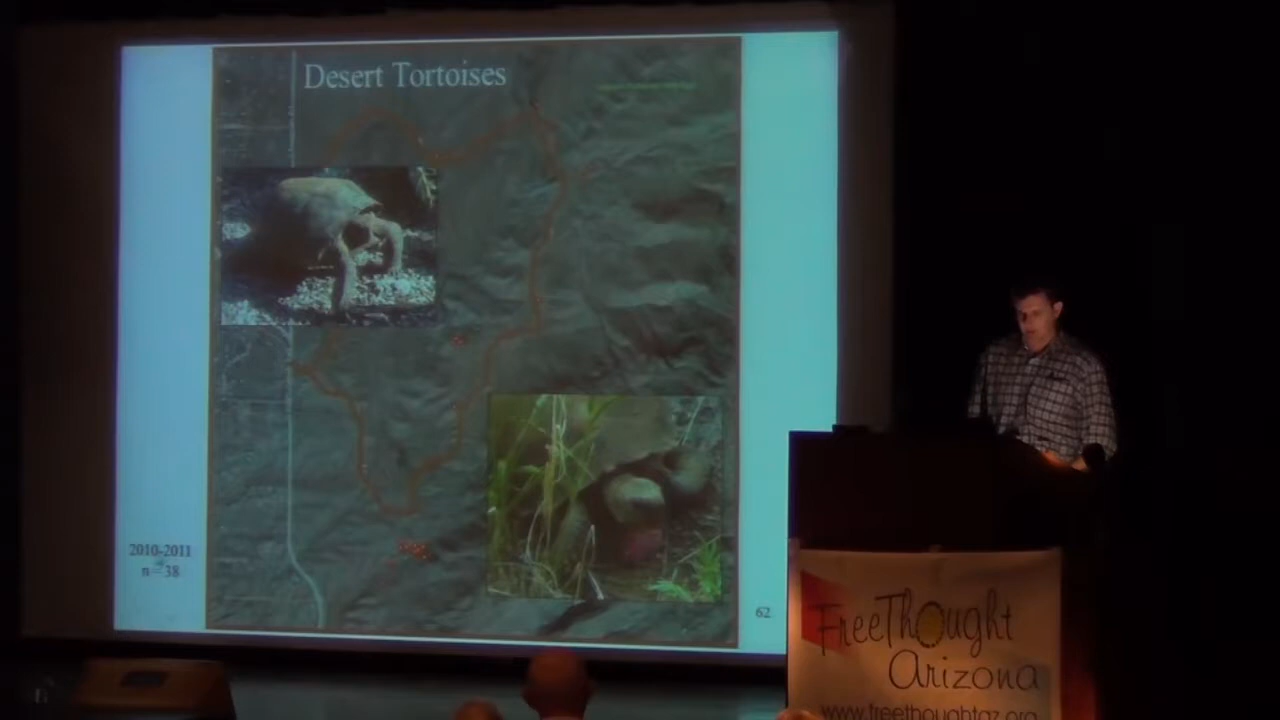 Desert Tortoises
2010-2011
n=38
62
FreeThought
Arizona
www.freethoughtaz.org